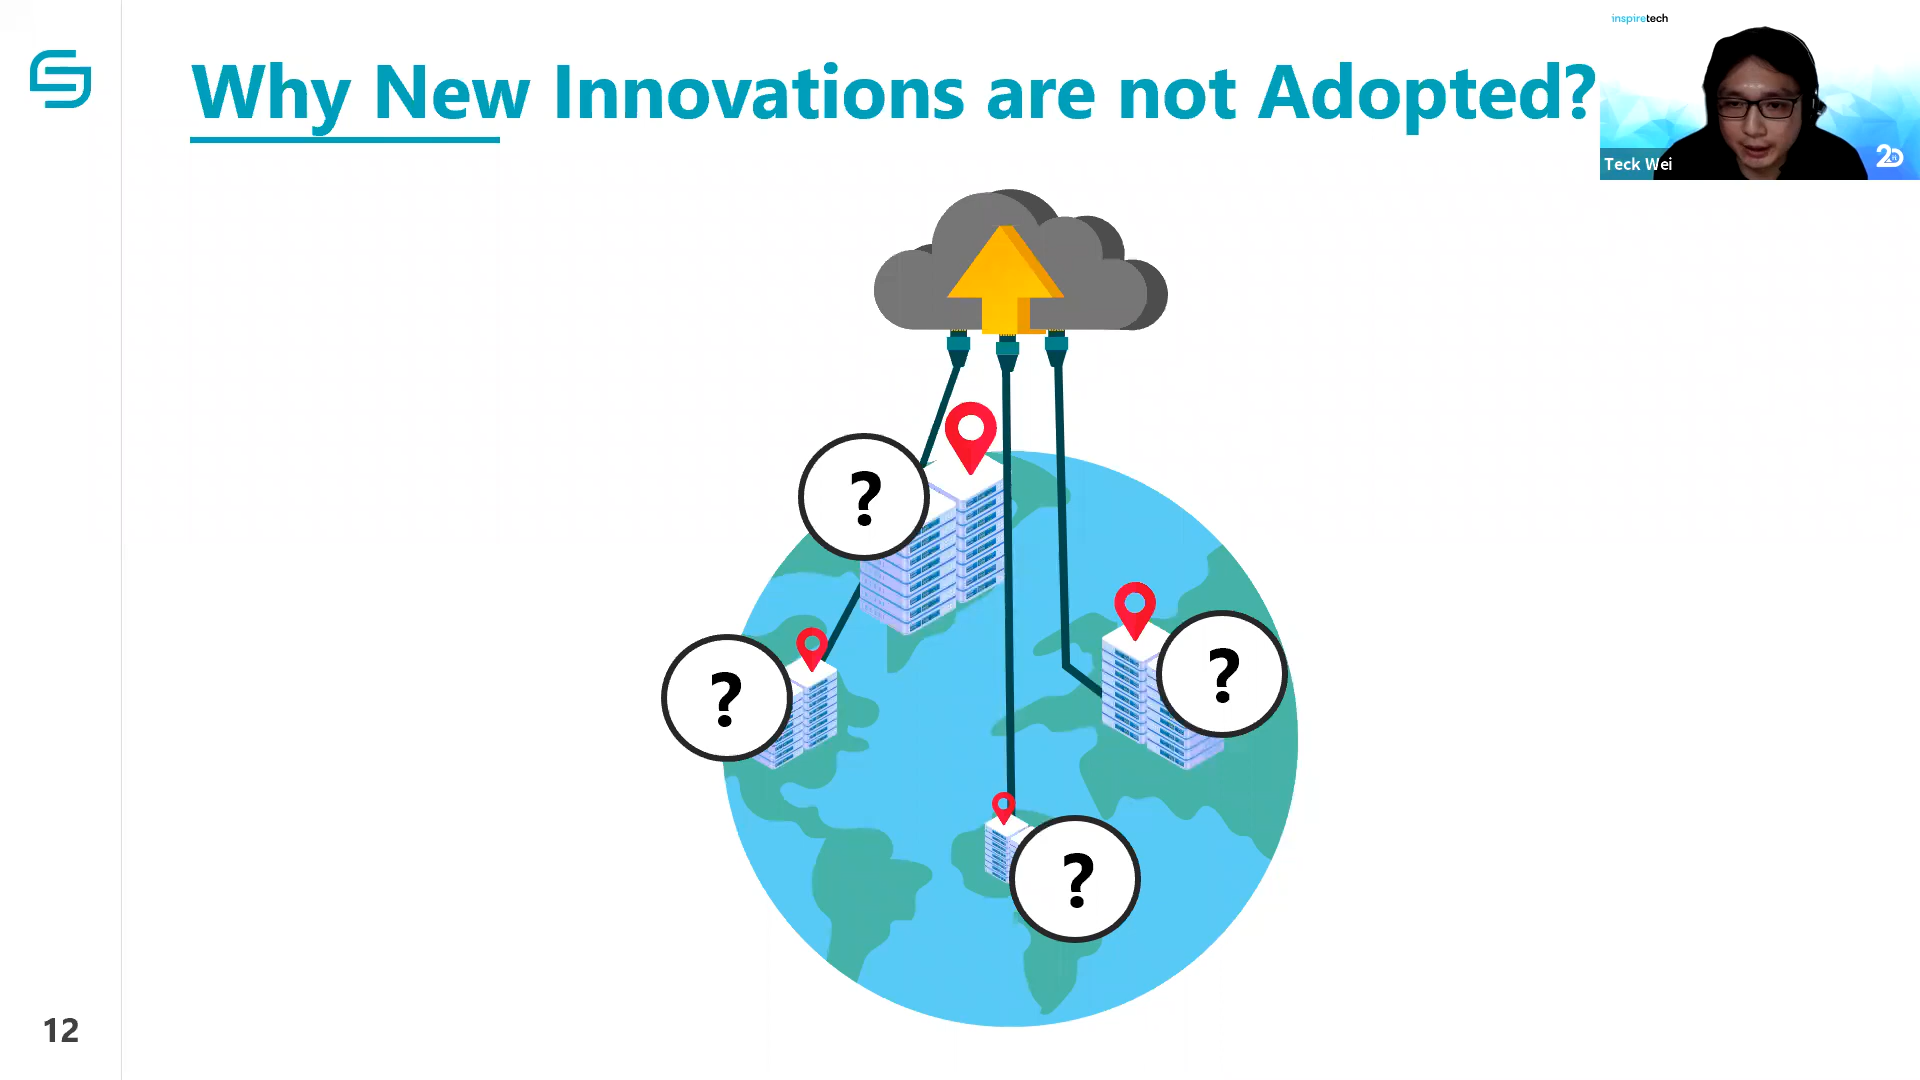 inspiretech
Why New Innovations are not Adopted?
Teck Wei
?
?
?
?
12